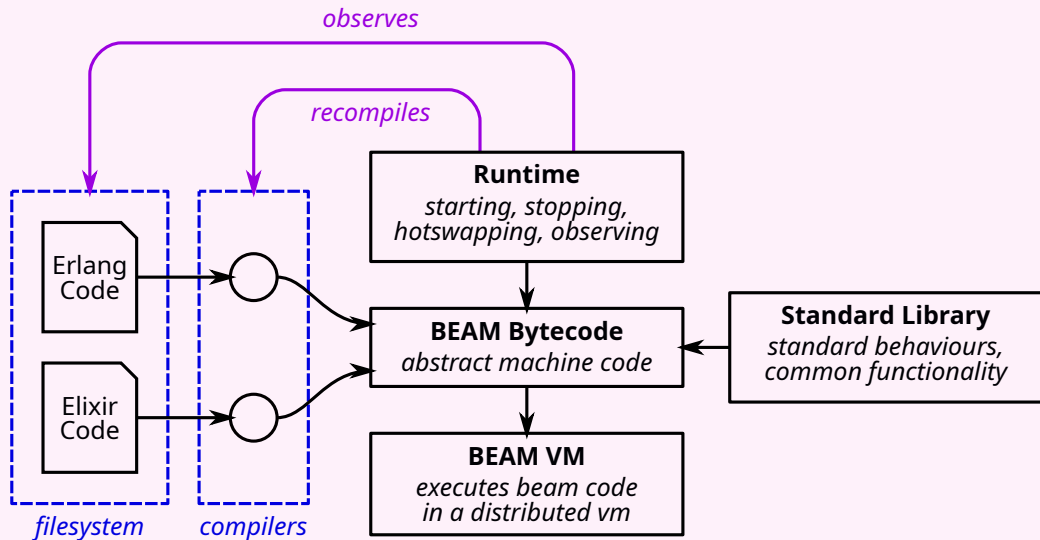 observes
recompiles
Runtime
starting, stopping,
hotswapping, observing
Erlang
Code
BEAM Bytecode
abstract machine code
Standard Library
standard behaviours,
common functionality
Elixir
Code
BEAM VM
executes beam code
in a distributed vm
filesystem
compilers